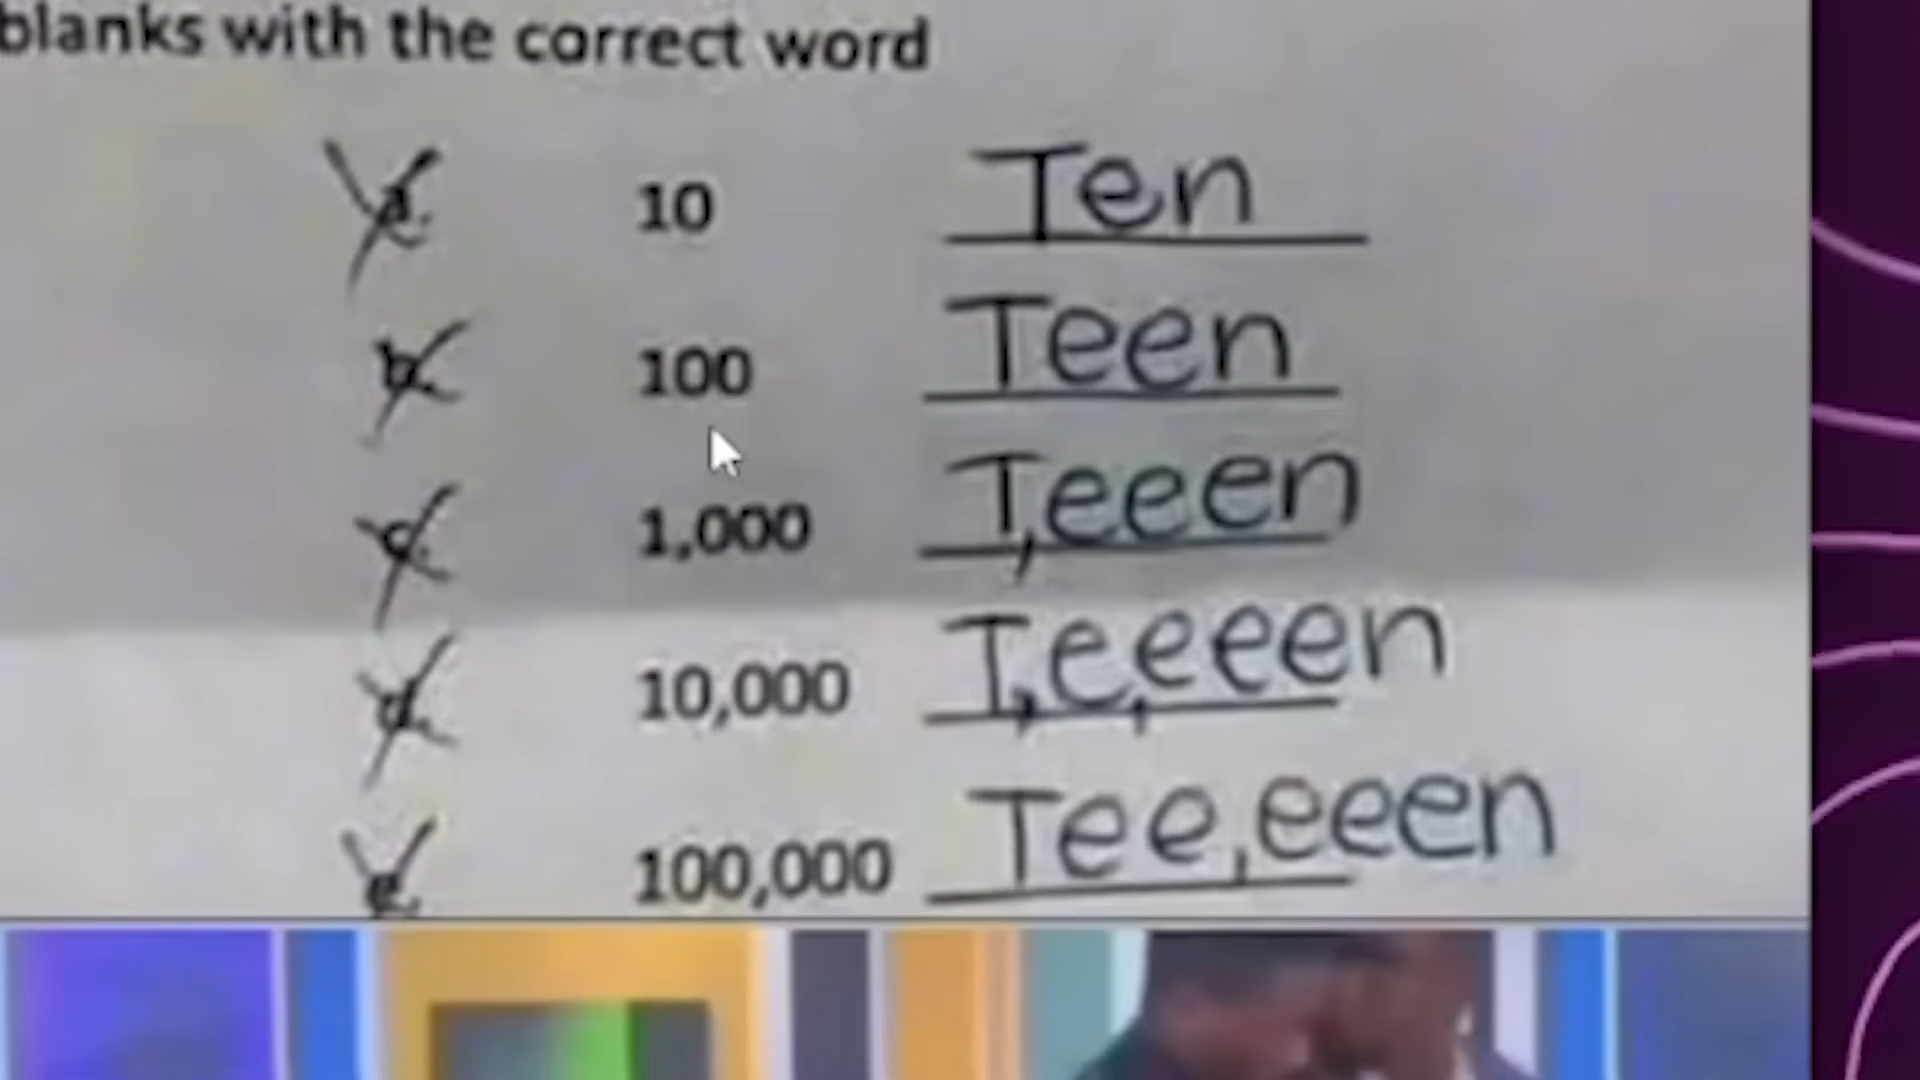 blanks with the correct word
a. 10 Ten
b. 100 Teen
c. 1,000 T,eeen
d. 10,000 T,e,eeen
e. 100,000 Tee,eeen